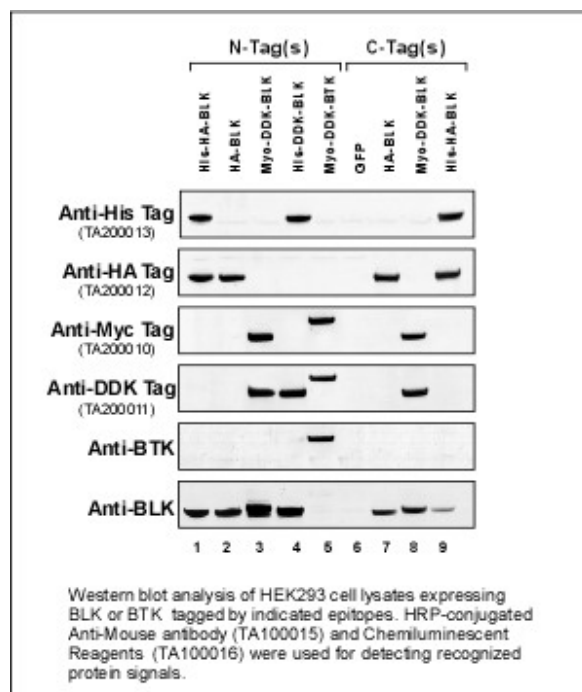 N-Tag(s) C-Tag(s)
His-HA-BLK
HA-BLK
Myo-DDK-BLK
His-DDK-BLK
Myo-DDK-BTK
GFP
HA-BLK
Myo-DDK-BLK
His-HA-BLK
Anti-His Tag
(TA200013)
Anti-HA Tag
(TA200012)
Anti-Myc Tag
(TA200010)
Anti-DDK Tag
(TA200011)
Anti-BTK
Anti-BLK
1 2 3 4 5 6 7 8 9
Western blot analysis of HEK293 cell lysates expressing
BLK or BTK tagged by indicated epitopes. HRP-conjugated
Anti-Mouse antibody (TA100015) and Chemiluminescent
Reagents (TA100016) were used for detecting recognized
protein signals.